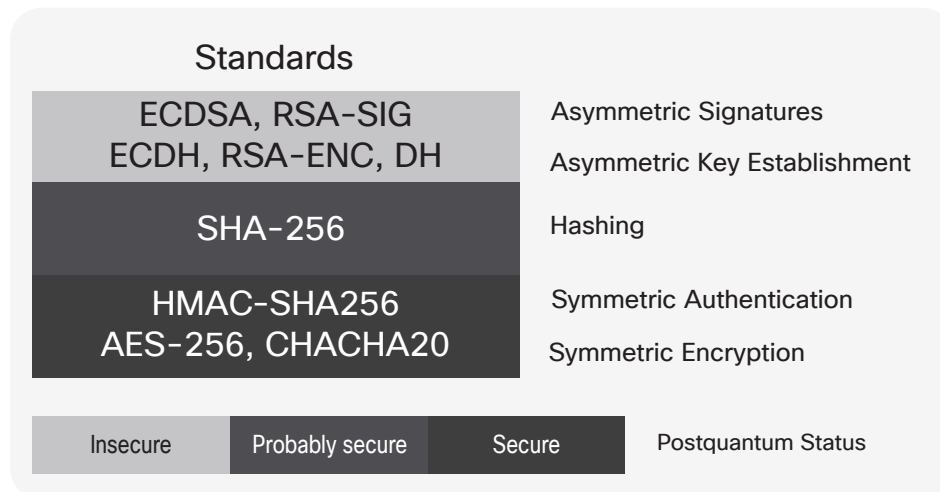 Standards
ECDSA, RSA-SIG
Asymmetric Signatures
ECDH, RSA-ENC, DH
Asymmetric Key Establishment
SHA-256
Hashing
HMAC-SHA256
Symmetric Authentication
AES-256, CHACHA20
Symmetric Encryption
Insecure
Probably secure
Secure
Postquantum Status